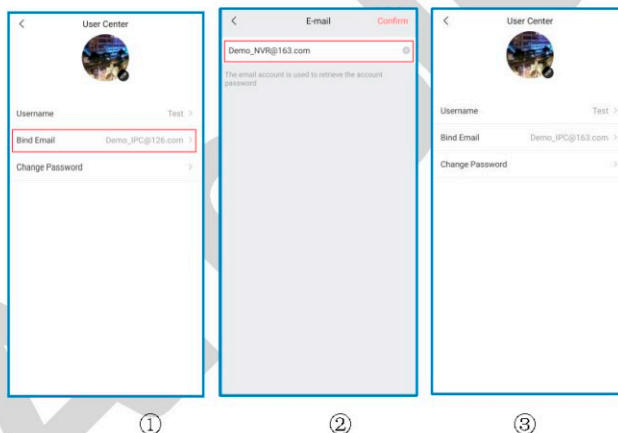 User Center
Username Test
Bind Email Demo_IPC@126.com
Change Password
①
E-mail Confirm
Demo_NVR@163.com
The email account is used to retrieve the account
password
②
User Center
Username Test
Bind Email Demo_IPC@163.com
Change Password
③